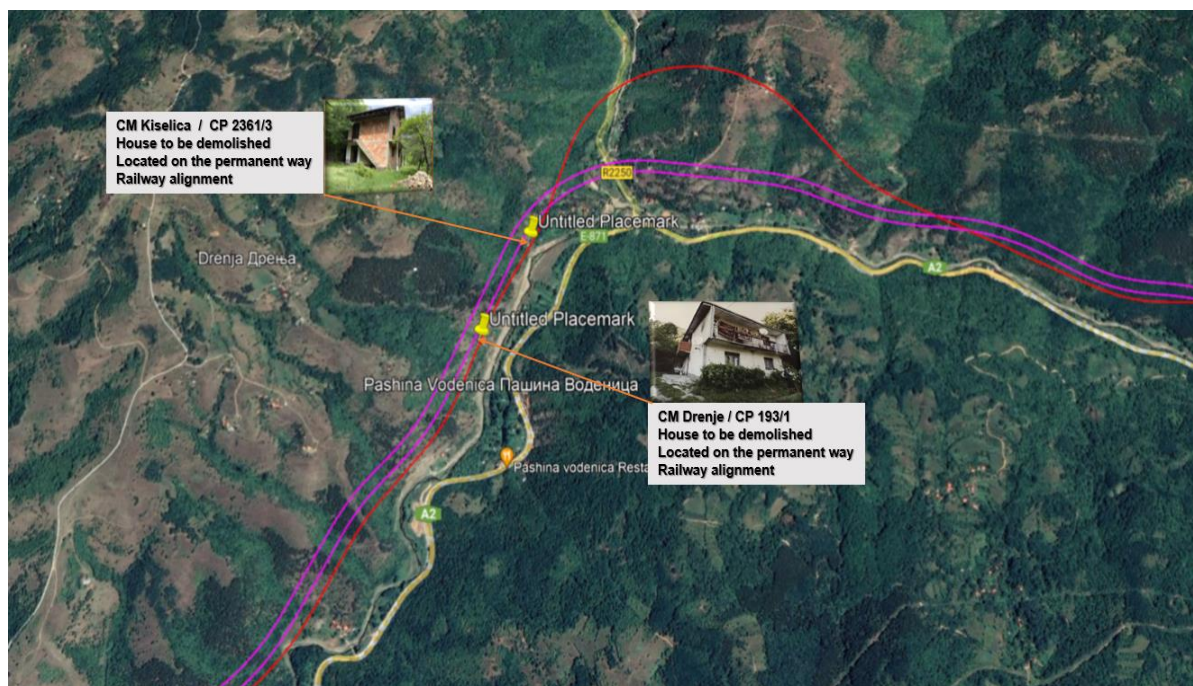 CM Kiselica / CP 2361/3
House to be demolished
Located on the permanent way
Railway alignment
R2250
Untitled Placemark
E-871
Drenja Дрења
A2
Untitled Placemark
Pashina Vodenica Пашина Воденица
CM Drenje / CP 193/1
House to be demolished
Located on the permanent way
Railway alignment
Pashina vodenica Resta
A2